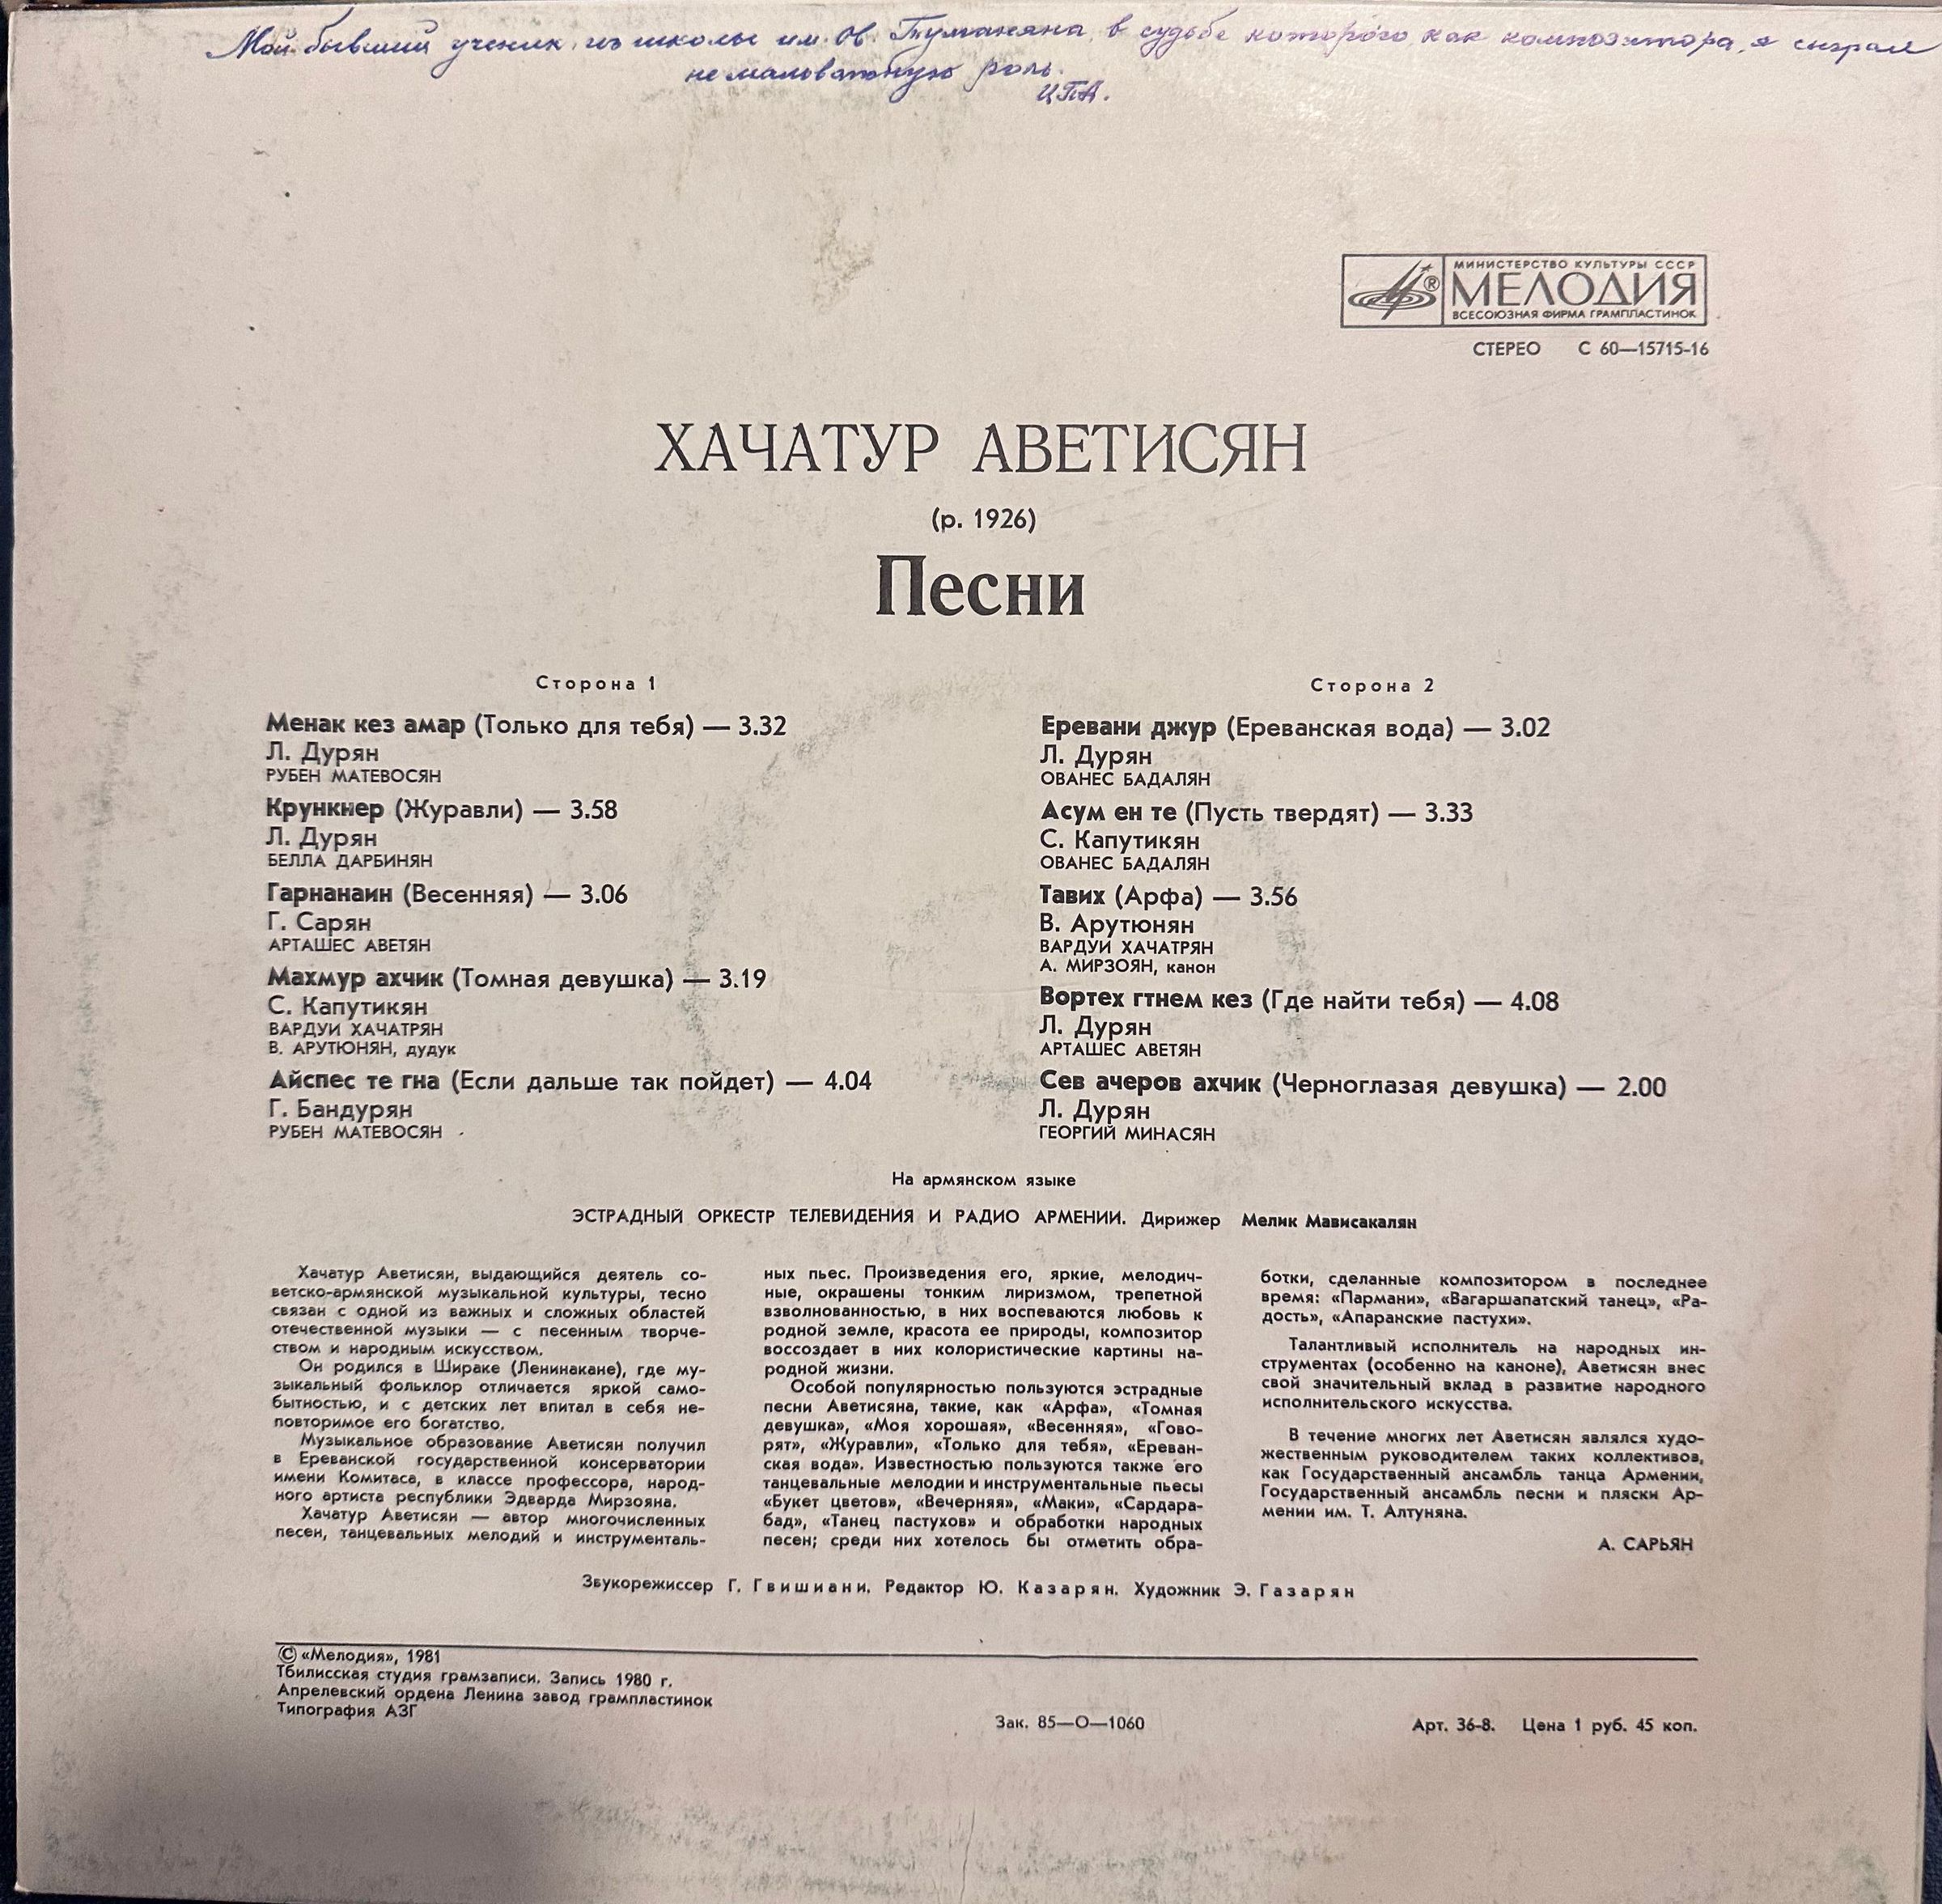 Мой бывший ученик из школы им. Ов. Туманяна, в судьбе которого, как композитора, я сыграл
немаловажную роль.
ЦПА.
МИНИСТЕРСТВО КУЛЬТУРЫ СССР
МЕЛОДИЯ
ВСЕСОЮЗНАЯ ФИРМА ГРАМПЛАСТИНОК
СТЕРЕО С 60—15715-16
ХАЧАТУР АВЕТИСЯН
(р. 1926)
Песни
Сторона 1
Менак кез амар (Только для тебя) — 3.32
Л. Дурян
РУБЕН МАТЕВОСЯН
Крункнер (Журавли) — 3.58
Л. Дурян
БЕЛЛА ДАРБИНЯН
Гарнанаин (Весенняя) — 3.06
Г. Сарян
АРТАШЕС АВЕТЯН
Махмур ахчик (Томная девушка) — 3.19
С. Капутикян
ВАРДУИ ХАЧАТРЯН
В. АРУТЮНЯН, дудук
Айспес те гна (Если дальше так пойдет) — 4.04
Г. Бандурян
РУБЕН МАТЕВОСЯН
Сторона 2
Еревани джур (Ереванская вода) — 3.02
Л. Дурян
ОВАНЕС БАДАЛЯН
Асум ен те (Пусть твердят) — 3.33
С. Капутикян
ОВАНЕС БАДАЛЯН
Тавих (Арфа) — 3.56
В. Арутюнян
ВАРДУИ ХАЧАТРЯН
А. МИРЗОЯН, канон
Вортех гтнем кез (Где найти тебя) — 4.08
Л. Дурян
АРТАШЕС АВЕТЯН
Сев ачеров ахчик (Черноглазая девушка) — 2.00
Л. Дурян
ГЕОРГИЙ МИНАСЯН
На армянском языке
ЭСТРАДНЫЙ ОРКЕСТР ТЕЛЕВИДЕНИЯ И РАДИО АРМЕНИИ. Дирижер Мелик Мависакалян
Хачатур Аветисян, выдающийся деятель со-
ветско-армянской музыкальной культуры, тесно
связан с одной из важных и сложных областей
отечественной музыки — с песенным творче-
ством и народным искусством.
Он родился в Шираке (Ленинакане), где му-
зыкальный фольклор отличается яркой само-
бытностью, и с детских лет впитал в себя не-
повторимое его богатство.
Музыкальное образование Аветисян получил
в Ереванской государственной консерватории
имени Комитаса, в классе профессора, народ-
ного артиста республики Эдварда Мирзояна.
Хачатур Аветисян — автор многочисленных
песен, танцевальных мелодий и инструменталь-
ных пьес. Произведения его, яркие, мелодич-
ные, окрашены тонким лиризмом, трепетной
взволнованностью, в них воспеваются любовь к
родной земле, красота ее природы, композитор
воссоздает в них колористические картины на-
родной жизни.
Особой популярностью пользуются эстрадные
песни Аветисяна, такие, как «Арфа», «Томная
девушка», «Моя хорошая», «Весенняя», «Гово-
рят», «Журавли», «Только для тебя», «Ереван-
ская вода». Известностью пользуются также его
танцевальные мелодии и инструментальные пьесы
«Букет цветов», «Вечерняя», «Маки», «Сардара-
бад», «Танец пастухов» и обработки народных
песен; среди них хотелось бы отметить обра-
ботки, сделанные композитором в последнее
время: «Пармани», «Вагаршапатский танец», «Ра-
дость», «Апаранские пастухи».
Талантливый исполнитель на народных ин-
струментах (особенно на каноне), Аветисян внес
свой значительный вклад в развитие народного
исполнительского искусства.
В течение многих лет Аветисян являлся худо-
жественным руководителем таких коллективов,
как Государственный ансамбль танца Армении,
Государственный ансамбль песни и пляски Ар-
мении им. Т. Алтуняна.
А. САРЬЯН
Звукорежиссер Г. Гвишиани. Редактор Ю. Казарян. Художник Э. Газарян
© «Мелодия», 1981
Тбилисская студия грамзаписи. Запись 1980 г.
Апрелевский ордена Ленина завод грампластинок
Типография АЗГ
Зак. 85—О—1060
Арт. 36-8. Цена 1 руб. 45 коп.